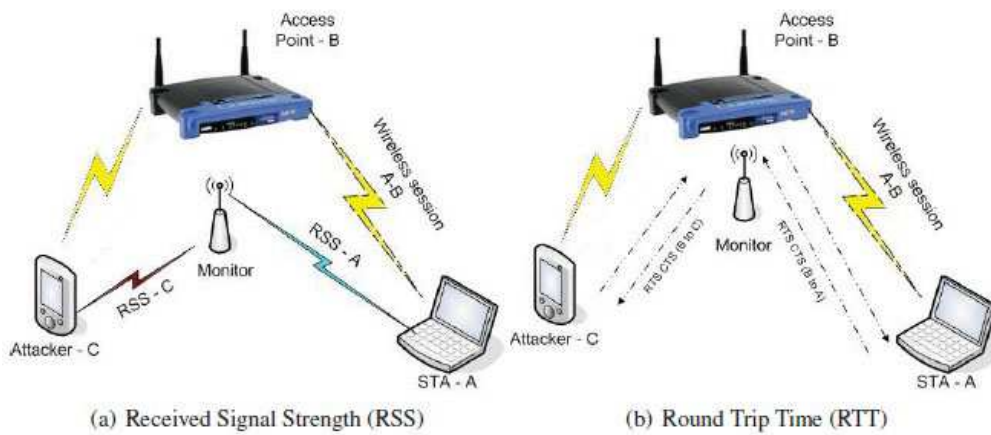 Access
Point - B
Wireless session
A-B
Monitor
RSS - A
RSS - C
Attacker - C
STA - A
(a) Received Signal Strength (RSS)
Access
Point - B
Wireless session
A-B
Monitor
RTS CTS (B to C)
RTS CTS (B to A)
Attacker - C
STA - A
(b) Round Trip Time (RTT)